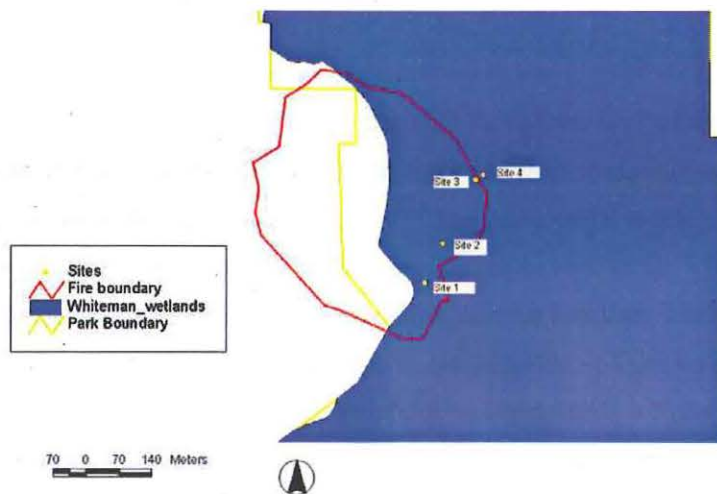 Site 4
Site 3
Site 2
Site 1
Sites
Fire boundary
Whiteman_wetlands
Park Boundary
70 0 70 140 Meters